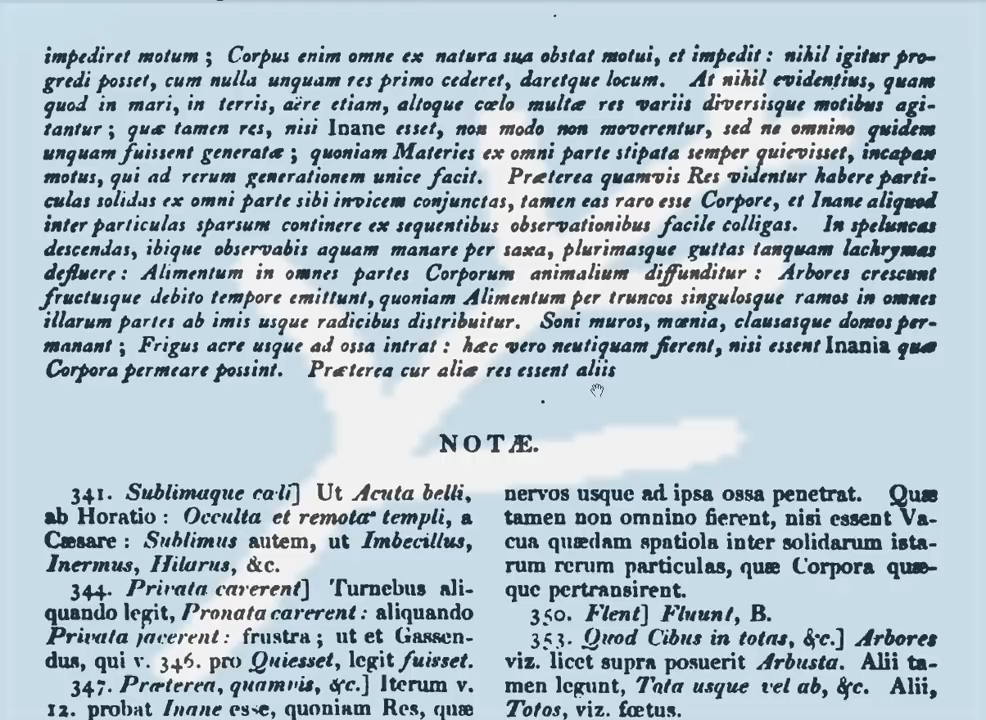 impediret motum ; Corpus enim omne ex natura sua obstat motui, et impedit : nihil igitur pro-
gredi posset, cum nulla unquam res primo cederet, daretque locum. At nihil evidentius, quam
quod in mari, in terris, aëre etiam, altoque cœlo multæ res variis diversisque motibus agi-
tantur ; quæ tamen res, nisi Inane esset, non modo non moverentur, sed ne omnino quidem
unquam fuissent generatæ ; quoniam Materies ex omni parte stipata semper quievisset, incapax
motus, qui ad rerum generationem unice facit. Præterea quamvis Res videntur habere parti-
culas solidas ex omni parte sibi invicem conjunctas, tamen eas raro esse Corpore, et Inane aliquod
inter particulas sparsum continere ex sequentibus observationibus facile colligas. In speluncas
descendas, ibique observabis aquam manare per saxa, plurimasque guttas tanquam lachrymas
defluere : Alimentum in omnes partes Corporum animalium diffunditur : Arbores crescunt
fructusque debito tempore emittunt, quoniam Alimentum per truncos singulosque ramos in omnes
illarum partes ab imis usque radicibus distribuitur. Soni muros, mœnia, clausasque domos per-
manant ; Frigus acre usque ad ossa intrat : hæc vero neutiquam fierent, nisi essent Inania quæ
Corpora permeare possint. Præterea cur aliæ res essent aliis
NOTÆ.
341. Sublimaque cæli] Ut Acuta belli,
ab Horatio : Occulta et remota templi, a
Cæsare : Sublimus autem, ut Imbecillus,
Inermus, Hilarus, &c.
344. Privata carerent] Turnebus ali-
quando legit, Pronata carerent : aliquando
Privata jacerent : frustra ; ut et Gassen-
dus, qui v. 346. pro Quiesset, legit fuisset.
347. Præterea, quamvis, &c.] Iterum v.
12. probat Inane esse, quoniam Res, quæ
nervos usque ad ipsa ossa penetrat. Quæ
tamen non omnino fierent, nisi essent Va-
cua quædam spatiola inter solidarum ista-
rum rerum particulas, quæ Corpora quæ-
que pertransirent.
350. Flent] Fluunt, B.
353. Quod Cibus in totas, &c.] Arbores
viz. licet supra posuerit Arbusta. Alii ta-
men legunt, Tota usque vel ab, &c. Alii,
Totos, viz. fœtus.